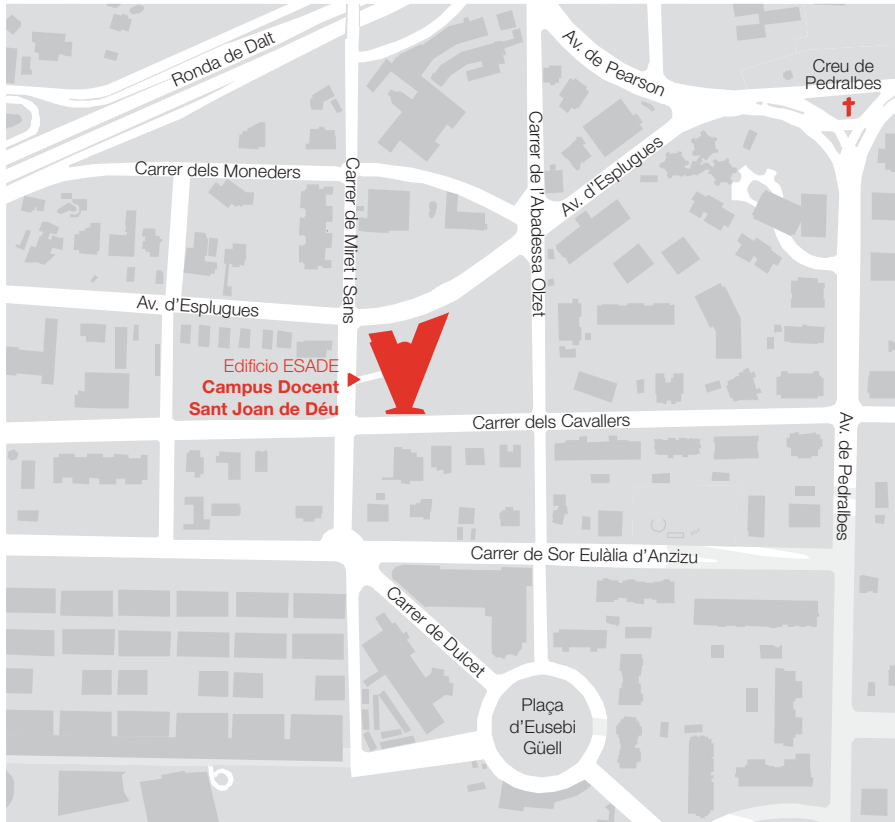 Ronda de Dalt
Av. de Pearson
Creu de
Pedralbes
Carrer dels Moneders
Carrer de Miret i Sans
Carrer de l'Abadessa Olzet
Av. d'Esplugues
Av. d'Esplugues
Edificio ESADE
Campus Docent
Sant Joan de Déu
Carrer dels Cavallers
Av. de Pedralbes
Carrer de Sor Eulàlia d'Anzizu
Carrer de Dulcet
Plaça
d'Eusebi
Güell